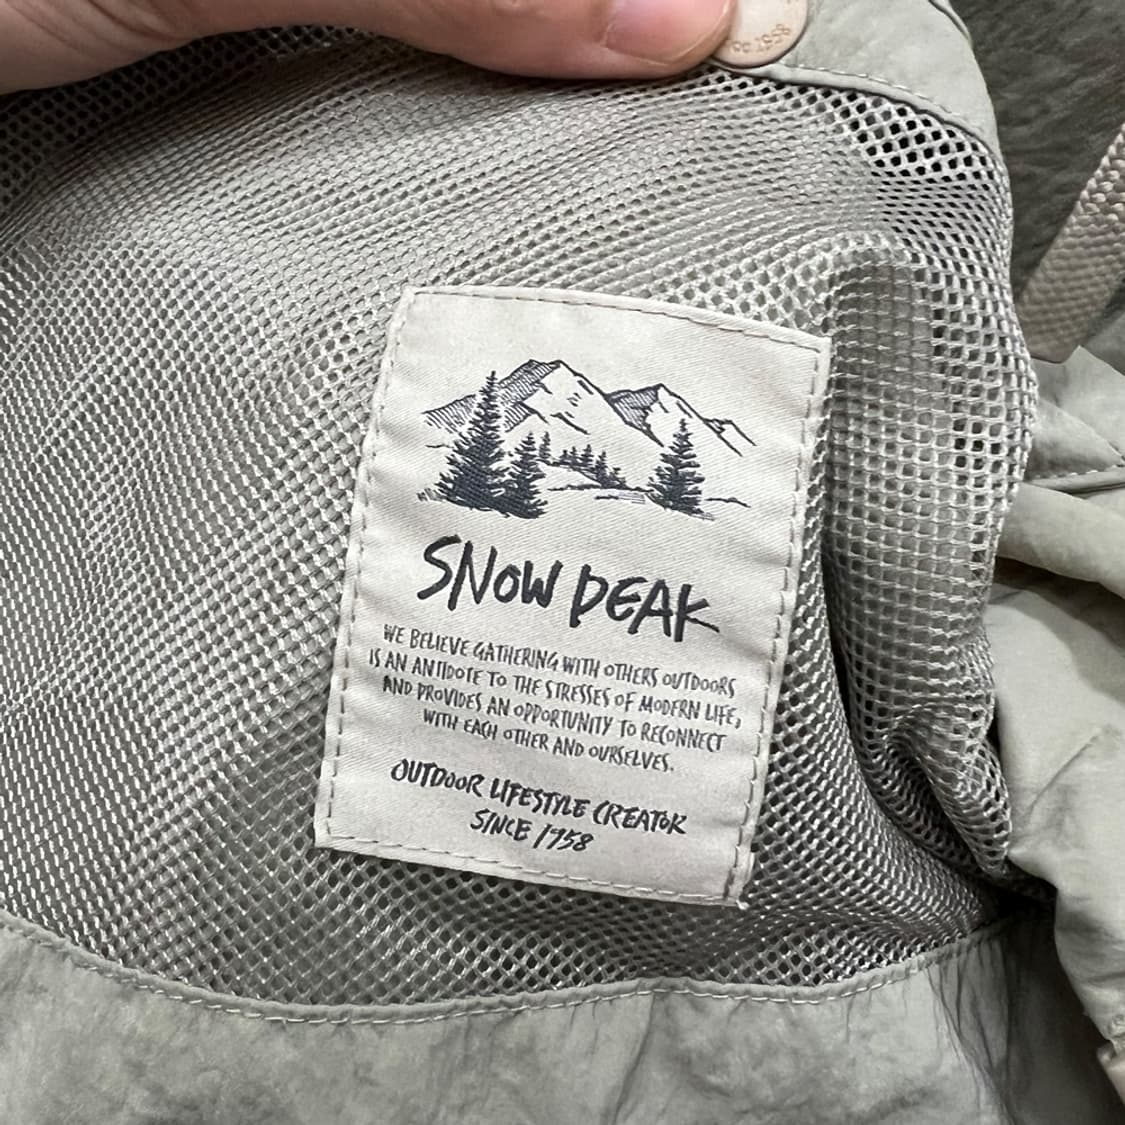 SNOW PEAK
WE BELIEVE GATHERING WITH OTHERS OUTDOORS
IS AN ANTIDOTE TO THE STRESSES OF MODERN LIFE,
AND PROVIDES AN OPPORTUNITY TO RECONNECT
WITH EACH OTHER AND OURSELVES.
OUTDOOR LIFESTYLE CREATOR
SINCE 1958